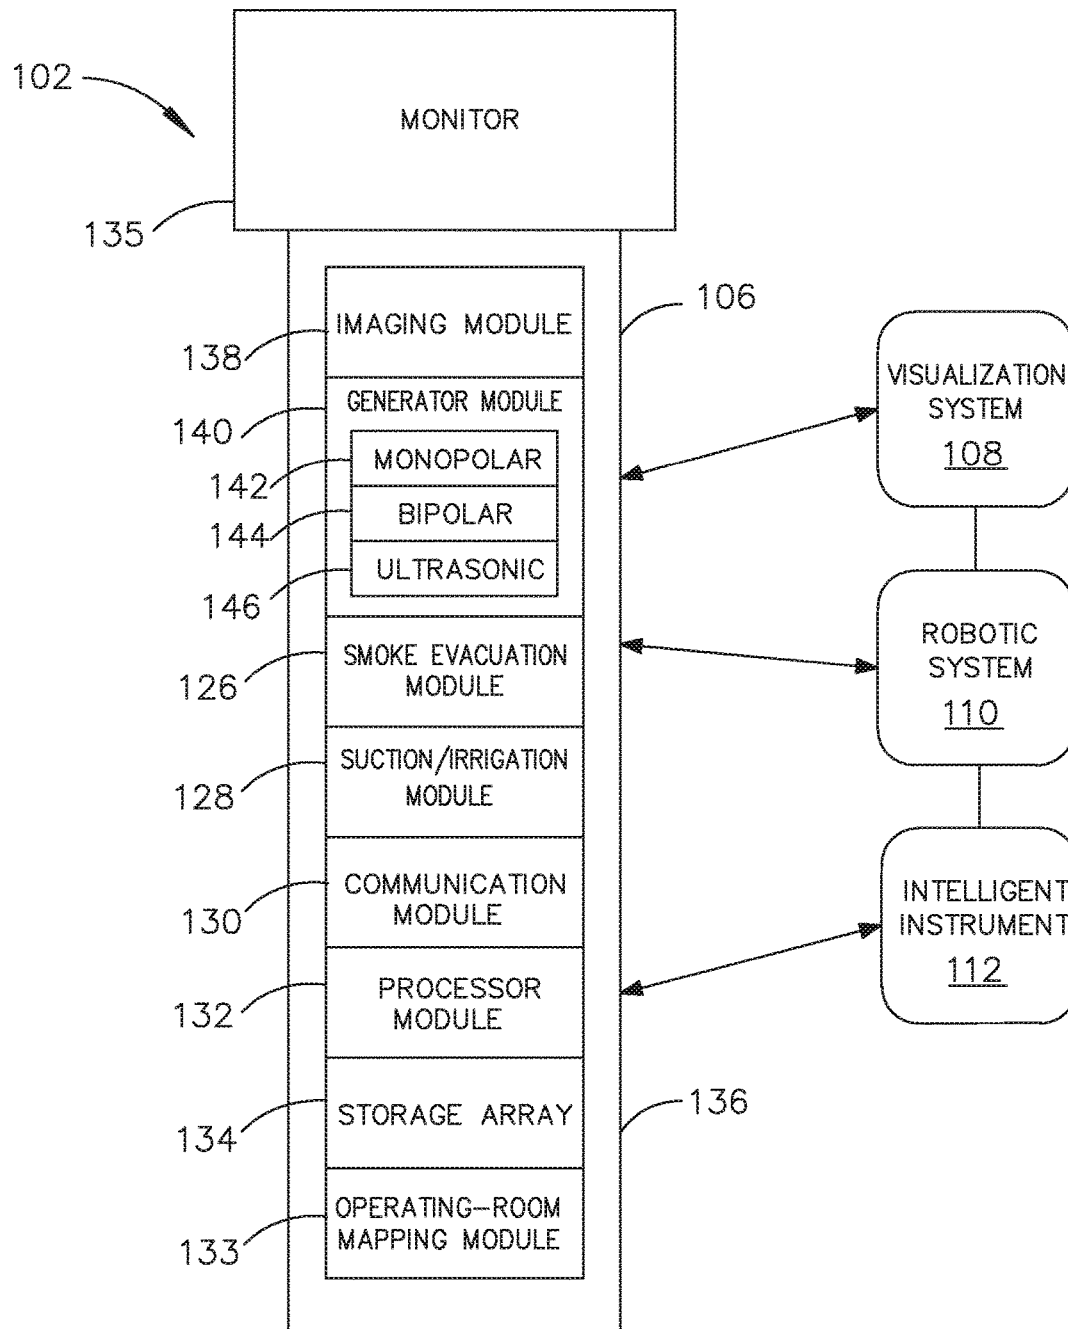 102
MONITOR
135
IMAGING MODULE
138
106
GENERATOR MODULE
140
MONOPOLAR
142
BIPOLAR
144
ULTRASONIC
146
SMOKE EVACUATION
MODULE
126
SUCTION/IRRIGATION
MODULE
128
COMMUNICATION
MODULE
130
PROCESSOR
MODULE
132
STORAGE ARRAY
134
136
OPERATING-ROOM
MAPPING MODULE
133
VISUALIZATION
SYSTEM
108
ROBOTIC
SYSTEM
110
INTELLIGENT
INSTRUMENT
112